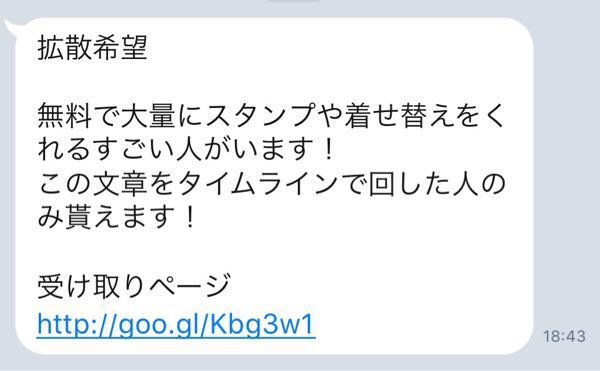 拡散希望
無料で大量にスタンプや着せ替えをく
れるすごい人がいます！
この文章をタイムラインで回した人の
み貰えます！
受け取りページ
http://goo.gl/Kbg3w1
18:43